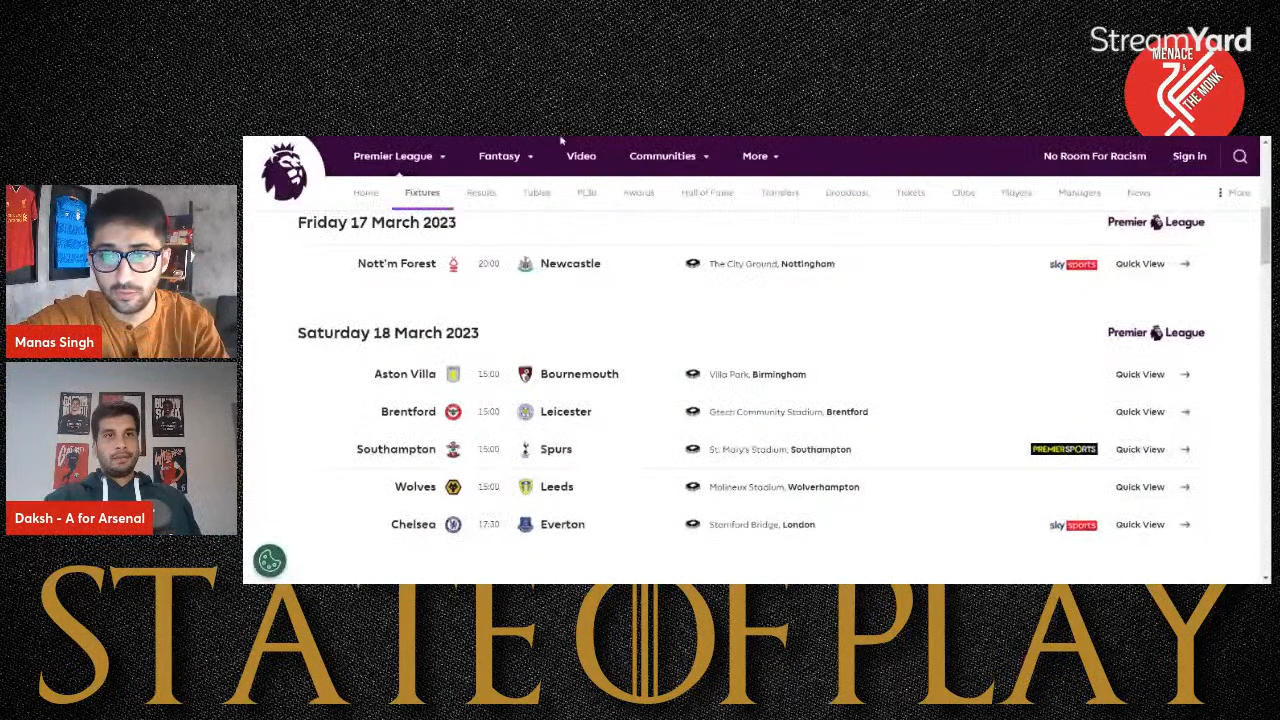 StreamYard
MENACE
&
THE MONK
Premier League Fantasy Video Communities More No Room For Racism Sign in
Home Fixtures Results Tables Awards Hall of Fame Transfers Broadcast Tickets Clubs Players Managers News More
Friday 17 March 2023 Premier League
Nott'm Forest 20:00 Newcastle The City Ground, Nottingham sky sports Quick View
Saturday 18 March 2023 Premier League
Aston Villa 15:00 Bournemouth Villa Park, Birmingham Quick View
Brentford 15:00 Leicester Gtech Community Stadium, Brentford Quick View
Southampton 15:00 Spurs St. Mary's Stadium, Southampton PREMIER SPORTS Quick View
Wolves 15:00 Leeds Molineux Stadium, Wolverhampton Quick View
Chelsea 17:30 Everton Stamford Bridge, London sky sports Quick View
Manas Singh
Daksh - A for Arsenal
STATE OF PLAY